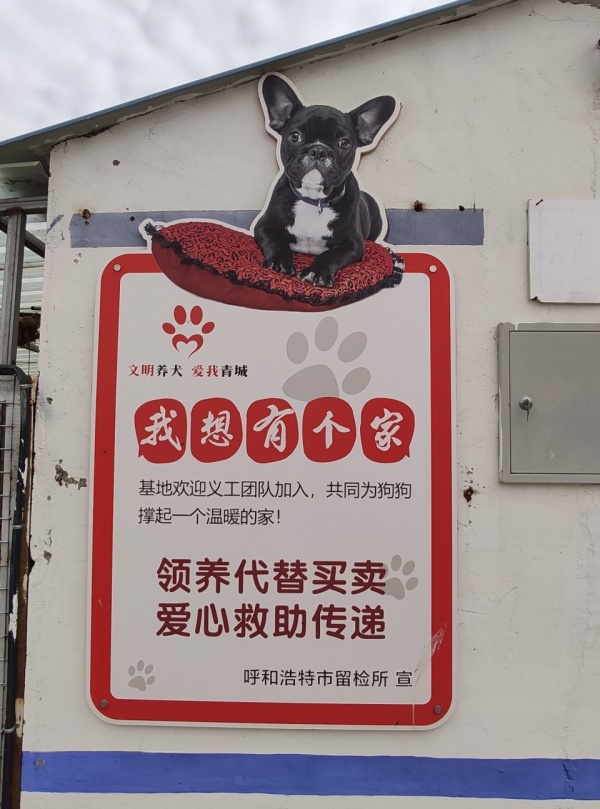 文明养犬 爱我青城
我想有个家
基地欢迎义工团队加入，共同为狗狗
撑起一个温暖的家！
领养代替买卖
爱心救助传递
呼和浩特市留检所 宣